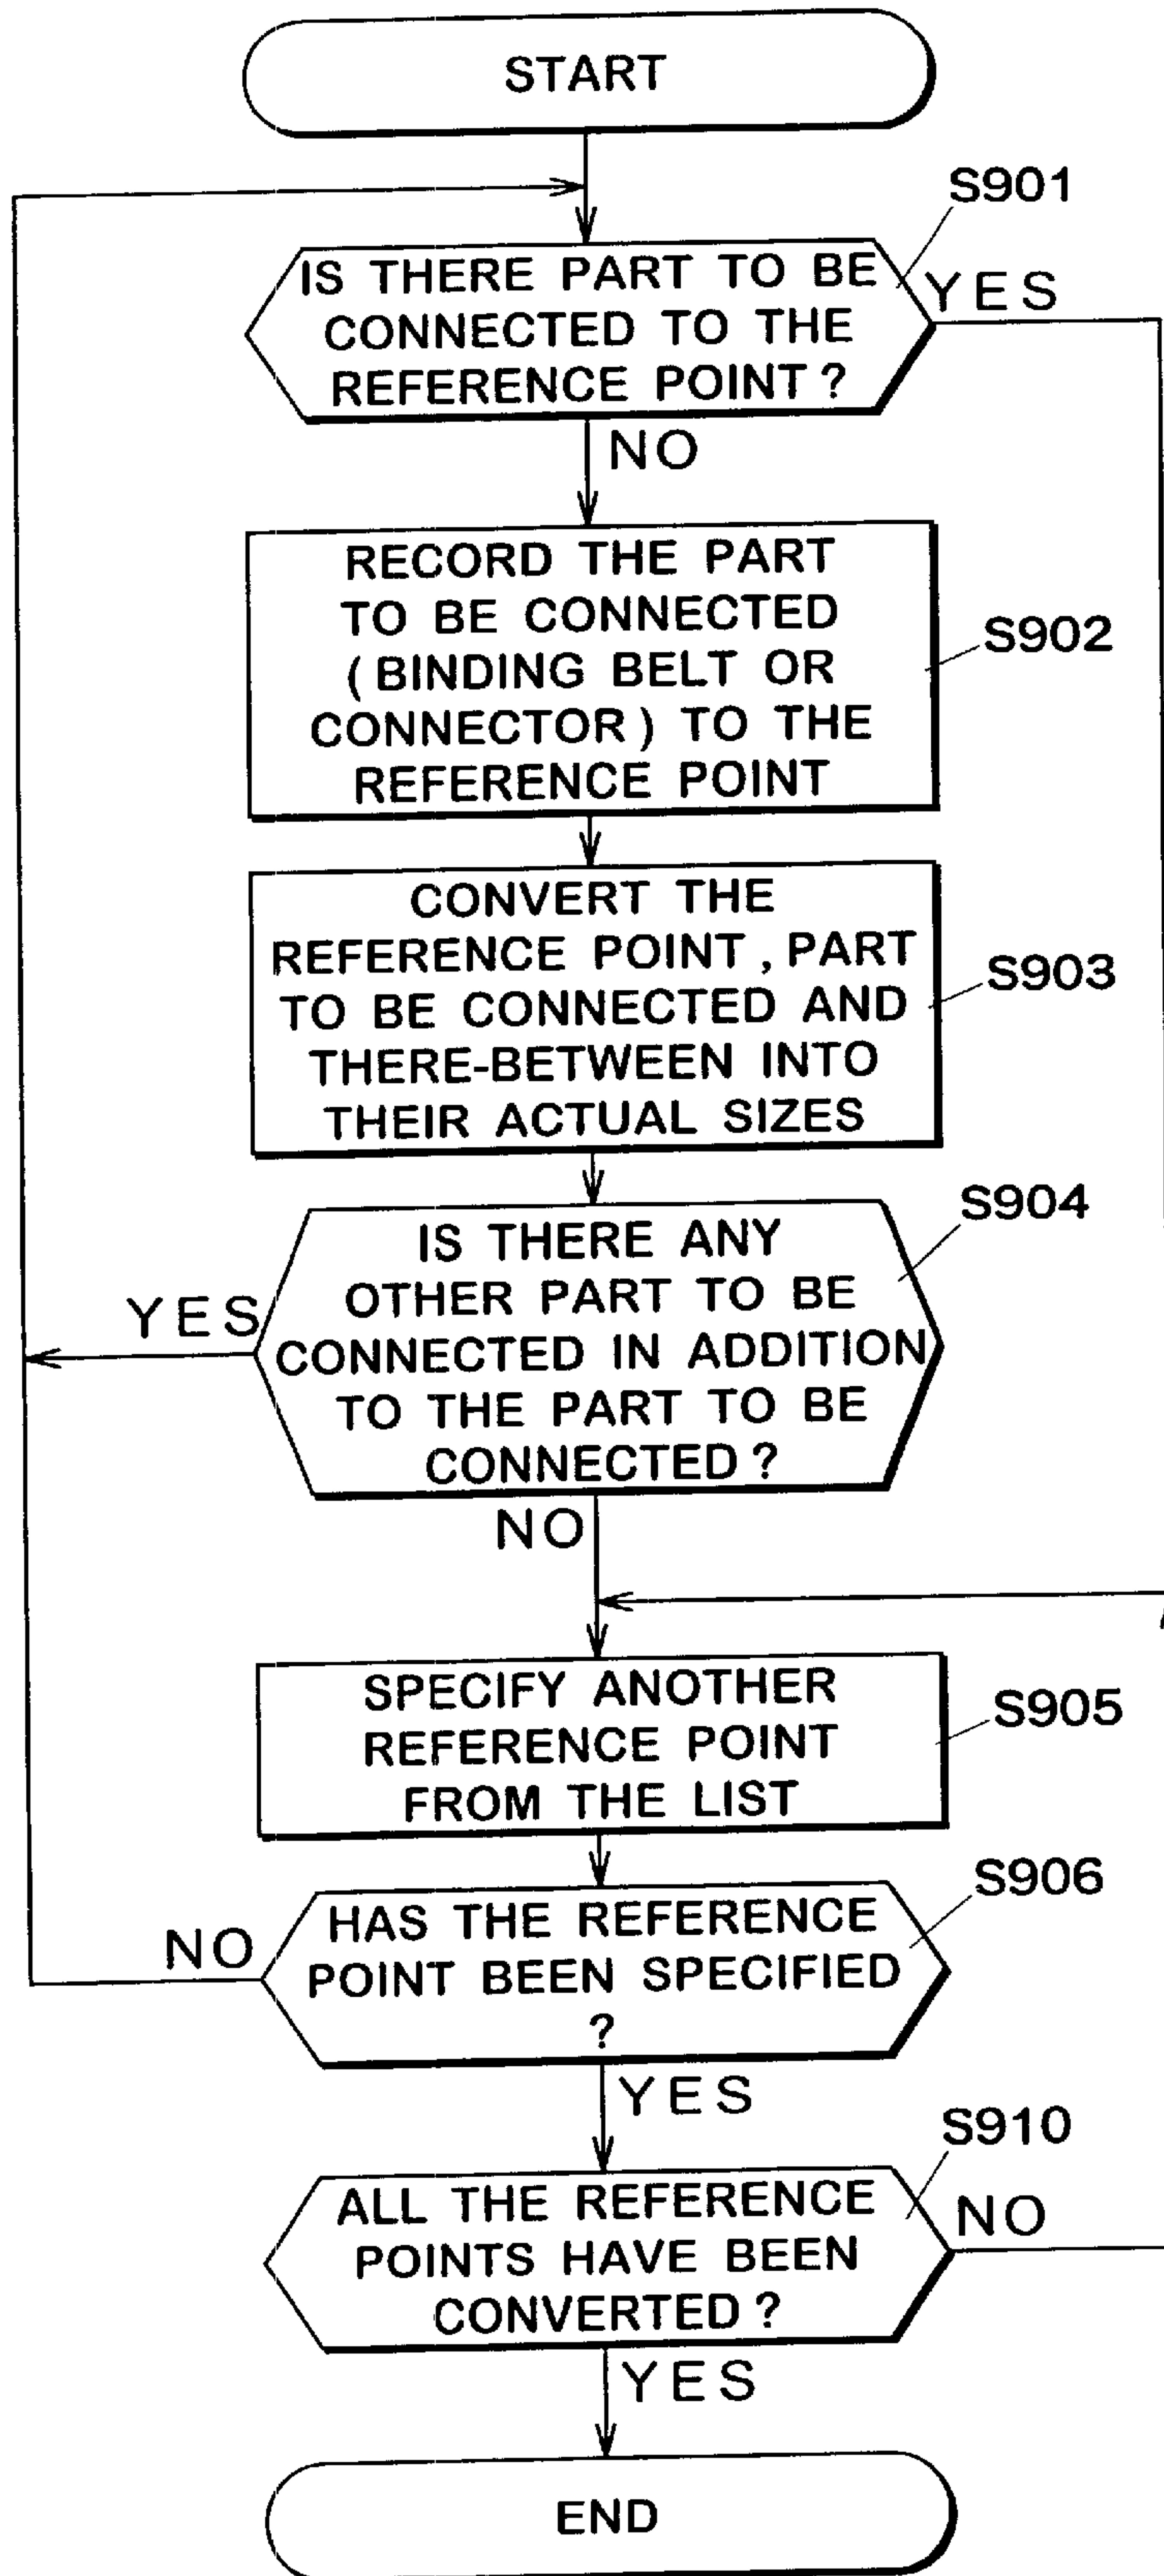 START
S901
IS THERE PART TO BE
CONNECTED TO THE
REFERENCE POINT ?
YES
NO
RECORD THE PART
TO BE CONNECTED
( BINDING BELT OR
CONNECTOR ) TO THE
REFERENCE POINT
S902
CONVERT THE
REFERENCE POINT , PART
TO BE CONNECTED AND
THERE-BETWEEN INTO
THEIR ACTUAL SIZES
S903
S904
IS THERE ANY
OTHER PART TO BE
CONNECTED IN ADDITION
TO THE PART TO BE
CONNECTED ?
YES
NO
SPECIFY ANOTHER
REFERENCE POINT
FROM THE LIST
S905
S906
HAS THE REFERENCE
POINT BEEN SPECIFIED
?
NO
YES
S910
ALL THE REFERENCE
POINTS HAVE BEEN
CONVERTED ?
NO
YES
END